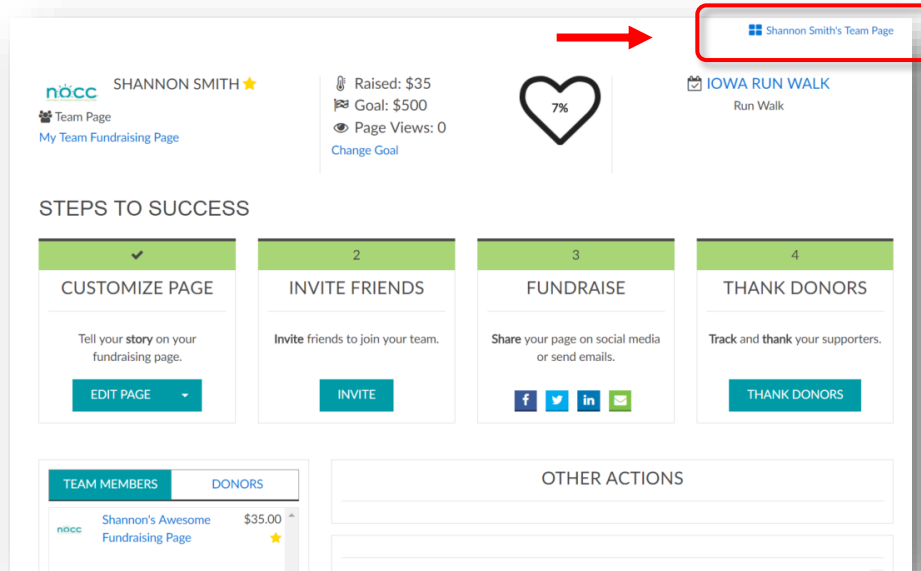 Shannon Smith's Team Page
nocc
SHANNON SMITH
Team Page
My Team Fundraising Page
Raised: $35
Goal: $500
Page Views: 0
Change Goal
7%
IOWA RUN WALK
Run Walk
STEPS TO SUCCESS
CUSTOMIZE PAGE
Tell your story on your
fundraising page.
EDIT PAGE
2
INVITE FRIENDS
Invite friends to join your team.
INVITE
3
FUNDRAISE
Share your page on social media
or send emails.
f
in
4
THANK DONORS
Track and thank your supporters.
THANK DONORS
TEAM MEMBERS
DONORS
nocc
Shannon's Awesome
Fundraising Page
$35.00
OTHER ACTIONS